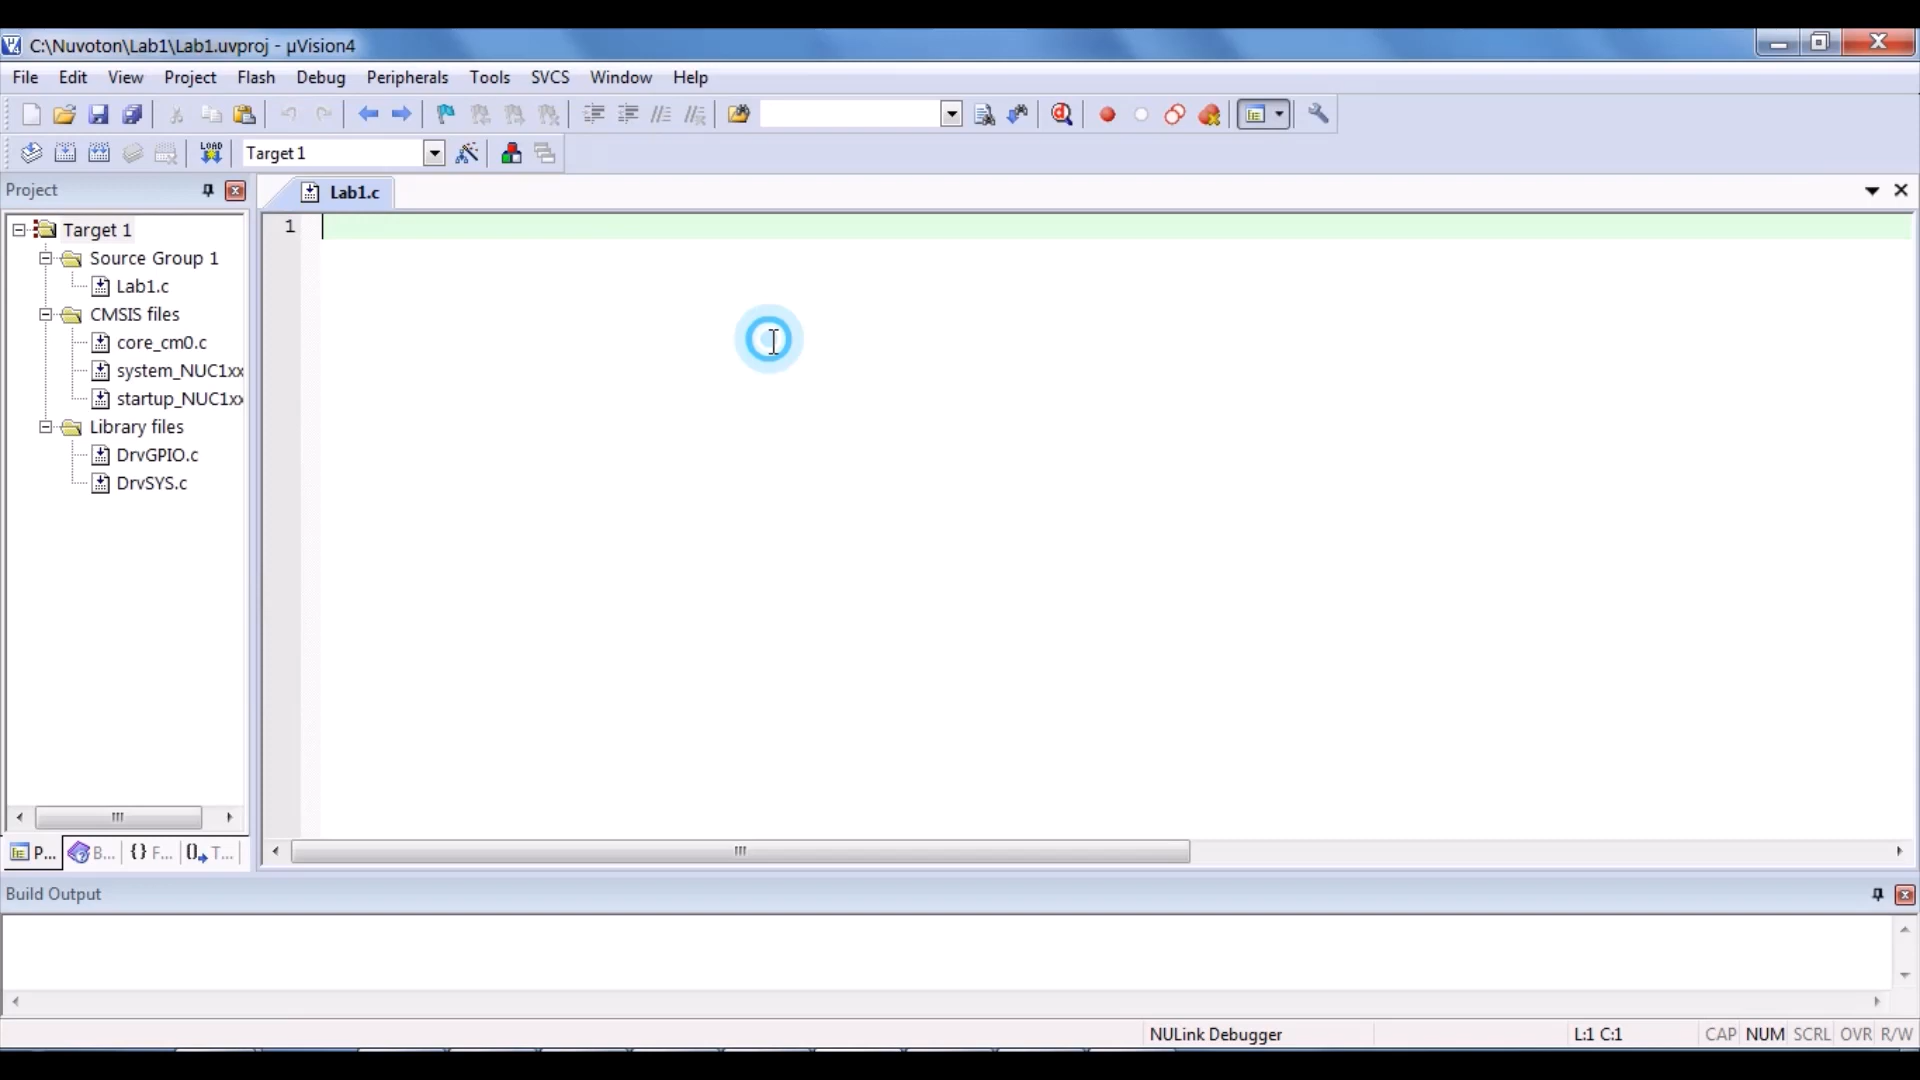 C:\Nuvoton\Lab1\Lab1.uvproj - µVision4
File Edit View Project Flash Debug Peripherals Tools SVCS Window Help
LOAD
Target 1
Project
Lab1.c
1
Target 1
Source Group 1
Lab1.c
CMSIS files
core_cm0.c
system_NUC1xx
startup_NUC1xx
Library files
DrvGPIO.c
DrvSYS.c
P... B... {} F... T...
Build Output
NULink Debugger L:1 C:1 CAP NUM SCRL OVR R/W